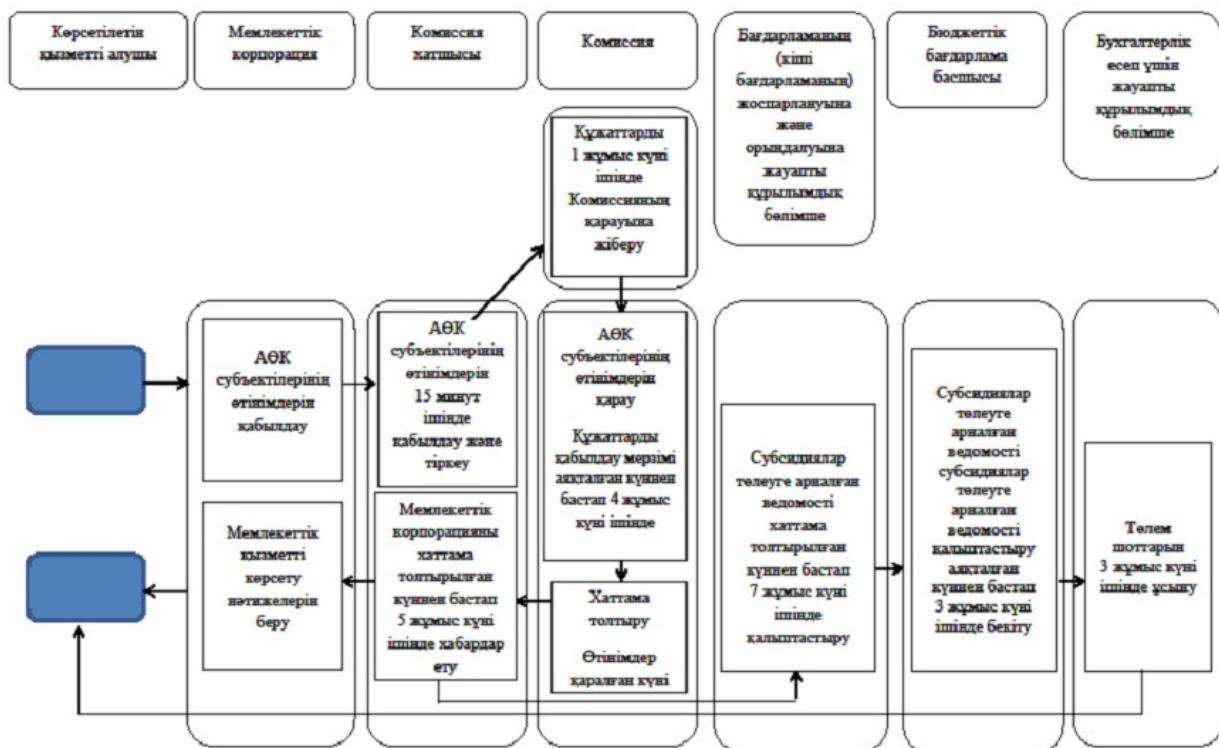 Көрсетілетін
қызметті алушы
Мемлекеттік
корпорация
Комиссия
хатшысы
Комиссия
Бағдарламаның
(кіші
бағдарламаның)
жоспарлануына
және
орындалуына
жауапты
құрылымдық
бөлімше
Бюджеттік
бағдарлама
басшысы
Бухгалтерлік
есеп үшін
жауапты
құрылымдық
бөлімше
Құжаттарды
1 жұмыс күні
ішінде
Комиссияның
қарауына
жіберу
АӨК
субъектілерінің
өтінімдерін
қабылдау
АӨК
субъектілерінің
өтінімдерін
15 минут
ішінде
қабылдау және
тіркеу
АӨК
субъектілерінің
өтінімдерін
қарау
Құжаттарды
қабылдау мерзімі
аяқталған күннен
бастап 4 жұмыс
күні ішінде
Субсидиялар
төлеуге арналған
ведомості
хаттама
толтырылған
күннен бастап
7 жұмыс күні
ішінде
қалыптастыру
Субсидиялар
төлеуге
арналған
ведомості
субсидиялар
төлеуге
арналған
ведомості
қалыптастыру
аяқталған
күннен бастап
3 жұмыс күні
ішінде бекіту
Төлем
шоттарын
3 жұмыс күні
ішінде ұсыну
Мемлекеттік
қызметті
көрсету
нәтижелерін
беру
Мемлекеттік
корпорацияны
хаттама
толтырылған
күннен бастап
5 жұмыс күні
ішінде хабардар
ету
Хаттама
толтыру
Өтінімдер
қаралған күні